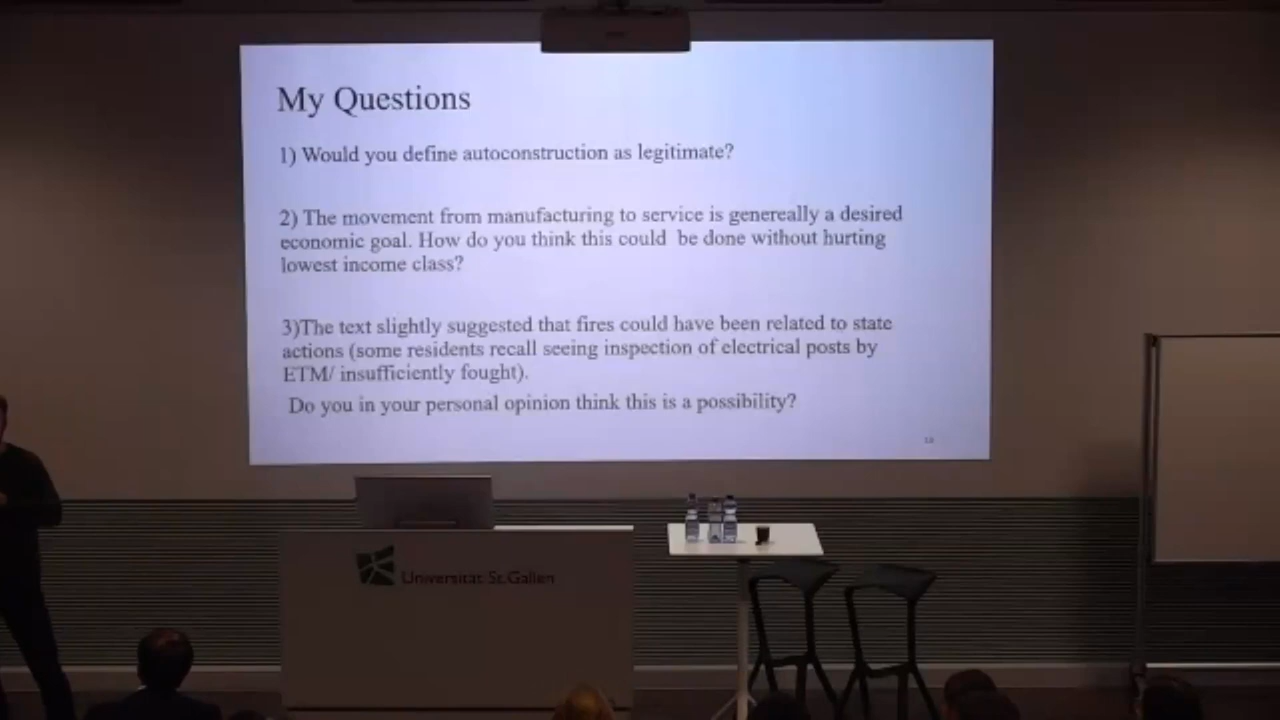 My Questions
1) Would you define autoconstruction as legitimate?
2) The movement from manufacturing to service is genereally a desired
economic goal. How do you think this could be done without hurting
lowest income class?
3)The text slightly suggested that fires could have been related to state
actions (some residents recall seeing inspection of electrical posts by
ETM/ insufficiently fought).
Do you in your personal opinion think this is a possibility?
Universität St.Gallen